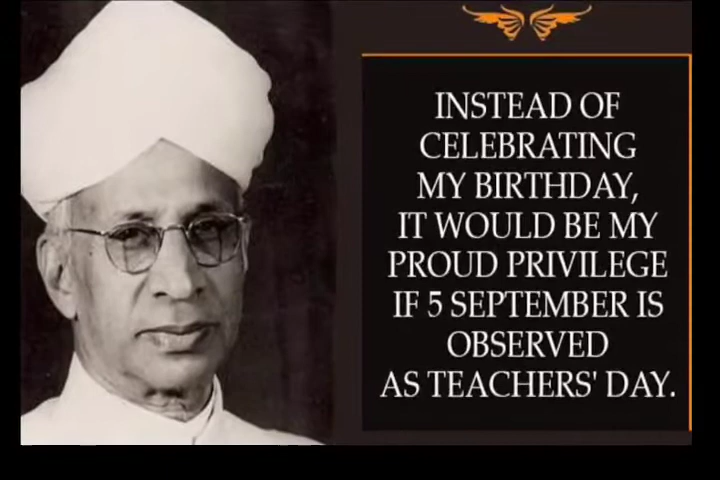 INSTEAD OF
CELEBRATING
MY BIRTHDAY,
IT WOULD BE MY
PROUD PRIVILEGE
IF 5 SEPTEMBER IS
OBSERVED
AS TEACHERS' DAY.